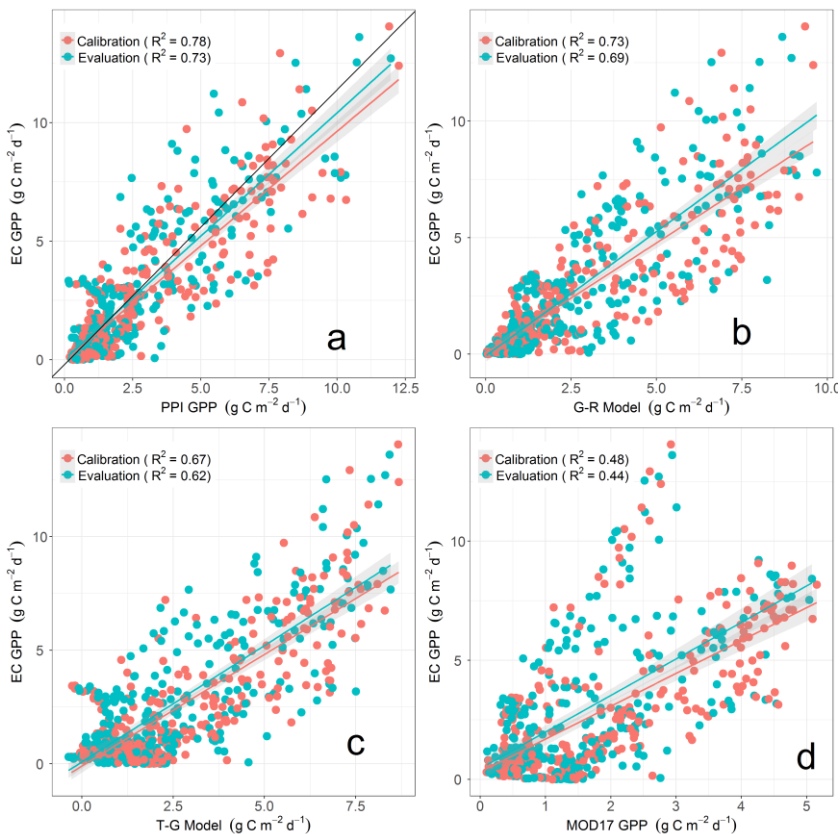 Calibration ( R² = 0.78)
Evaluation ( R² = 0.73)
EC GPP (g C m⁻² d⁻¹)
10
5
0
a
0.0 2.5 5.0 7.5 10.0 12.5
PPI GPP (g C m⁻² d⁻¹)
Calibration ( R² = 0.73)
Evaluation ( R² = 0.69)
EC GPP (g C m⁻² d⁻¹)
10
5
0
b
0.0 2.5 5.0 7.5 10.0
G-R Model (g C m⁻² d⁻¹)
Calibration ( R² = 0.67)
Evaluation ( R² = 0.62)
EC GPP (g C m⁻² d⁻¹)
10
5
0
c
0.0 2.5 5.0 7.5
T-G Model (g C m⁻² d⁻¹)
Calibration ( R² = 0.48)
Evaluation ( R² = 0.44)
EC GPP (g C m⁻² d⁻¹)
10
5
0
d
0 1 2 3 4 5
MOD17 GPP (g C m⁻² d⁻¹)